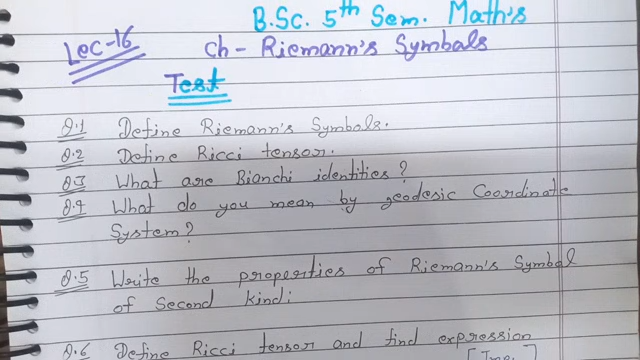 B.Sc. 5th Sem. Math's
Lec-16 Ch- Riemann's Symbols
Test
Q.1 Define Riemann's Symbols.
Q.2 Define Ricci tensor.
Q.3 What are Bianchi identities?
Q.4 What do you mean by geodesic Coordinate
System?
Q.5 Write the properties of Riemann's Symbol
of Second kind:
Q.6 Define Ricci tensor and find expression
[Imp.]